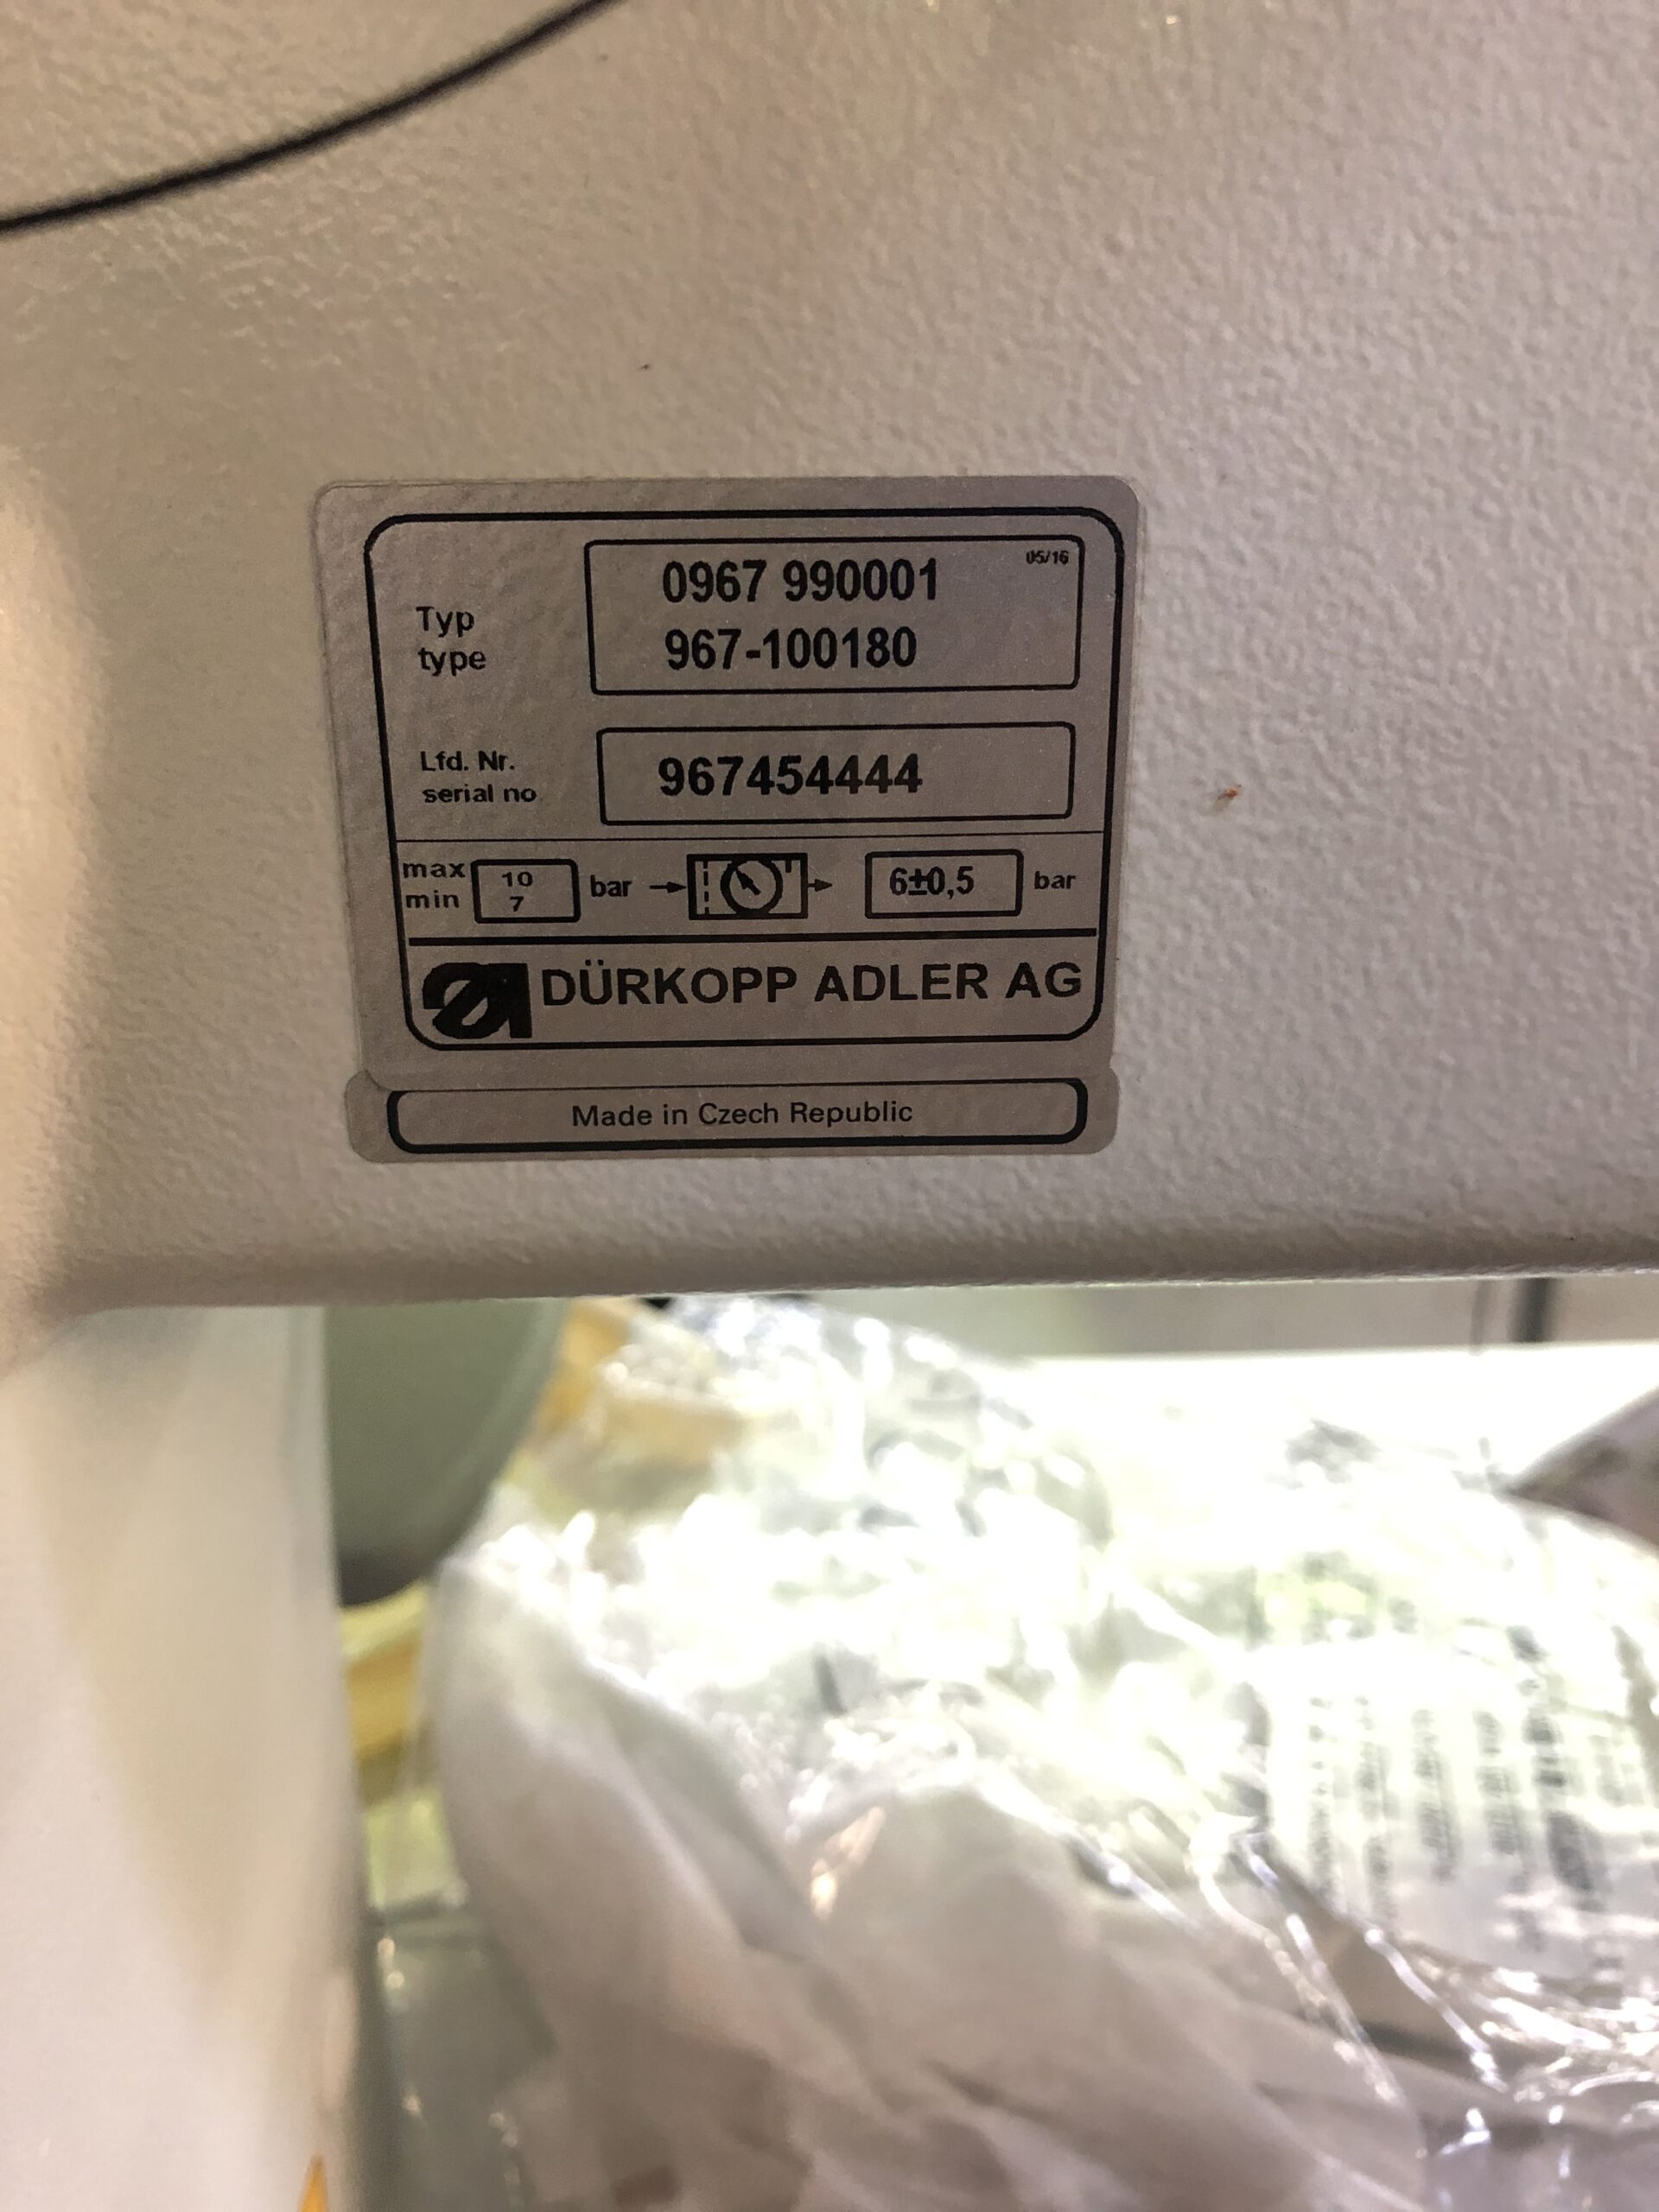 05/16
0967 990001
Typ
type
967-100180
Lfd. Nr.
serial no
967454444
max
min
10
7
bar
6±0,5
bar
DÜRKOPP ADLER AG
Made in Czech Republic